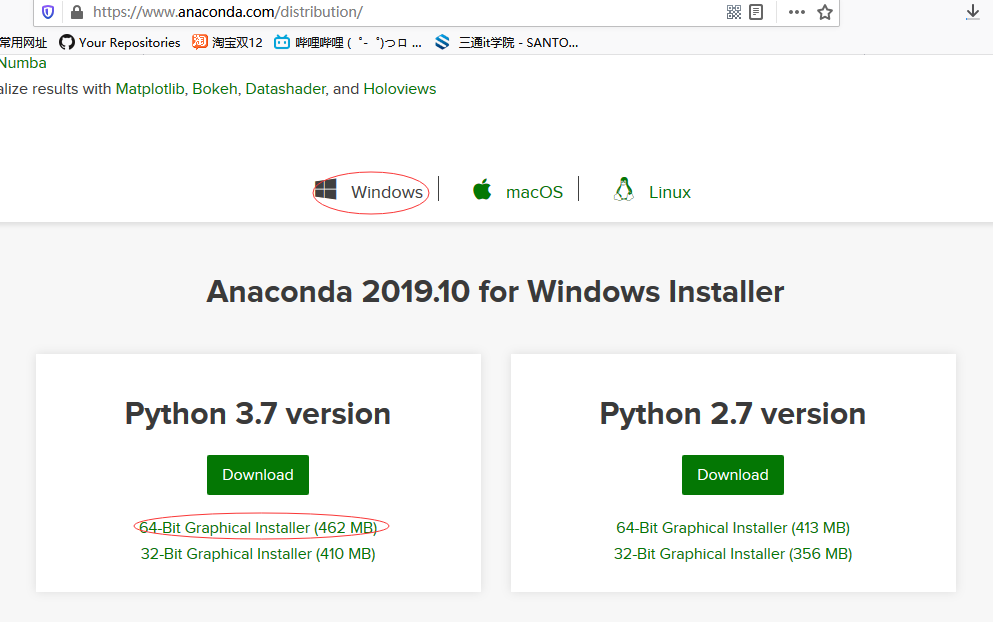 https://www.anaconda.com/distribution/
常用网址 Your Repositories 淘宝双12 哔哩哔哩 ( ゜- ゜)つロ ... 三通it学院 - SANTO...
Numba
alize results with Matplotlib, Bokeh, Datashader, and Holoviews
Windows macOS Linux
Anaconda 2019.10 for Windows Installer
Python 3.7 version
Download
64-Bit Graphical Installer (462 MB)
32-Bit Graphical Installer (410 MB)
Python 2.7 version
Download
64-Bit Graphical Installer (413 MB)
32-Bit Graphical Installer (356 MB)